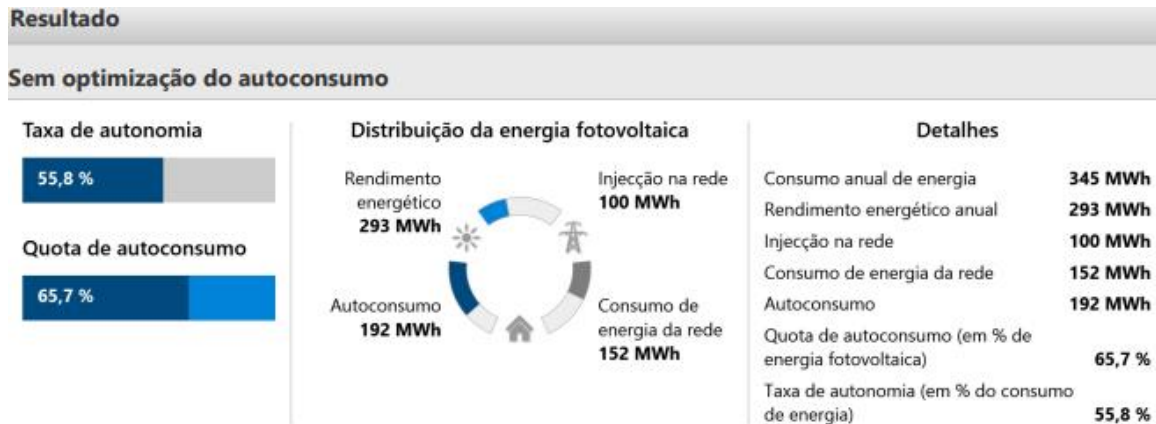 Resultado
Sem optimização do autoconsumo
Taxa de autonomia
55,8 %
Quota de autoconsumo
65,7 %
Distribuição da energia fotovoltaica
Rendimento
energético
293 MWh
Injecção na rede
100 MWh
Autoconsumo
192 MWh
Consumo de
energia da rede
152 MWh
Detalhes
Consumo anual de energia 345 MWh
Rendimento energético anual 293 MWh
Injecção na rede 100 MWh
Consumo de energia da rede 152 MWh
Autoconsumo 192 MWh
Quota de autoconsumo (em % de
energia fotovoltaica) 65,7 %
Taxa de autonomia (em % do consumo
de energia) 55,8 %